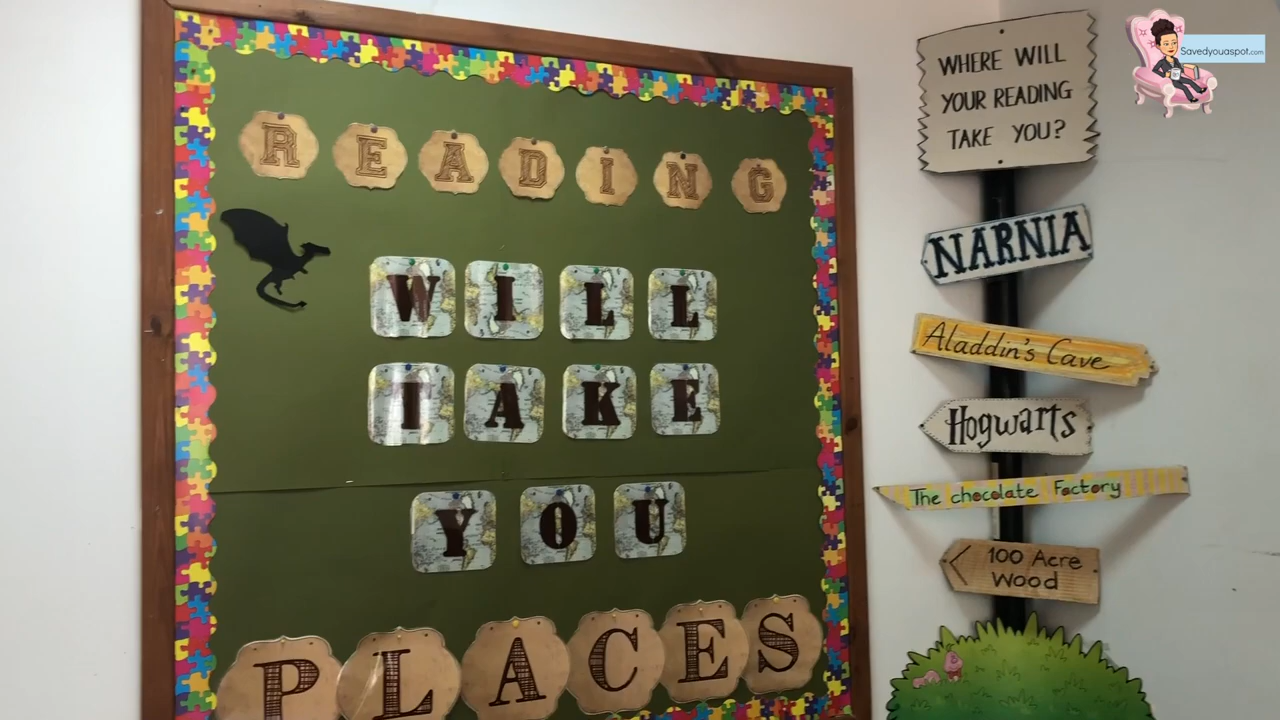 READING
WILL
TAKE
YOU
PLACES
WHERE WILL
YOUR READING
TAKE YOU?
NARNIA
Aladdin's Cave
Hogwarts
The chocolate Factory
100 Acre
Wood
Savedyouaspot.com